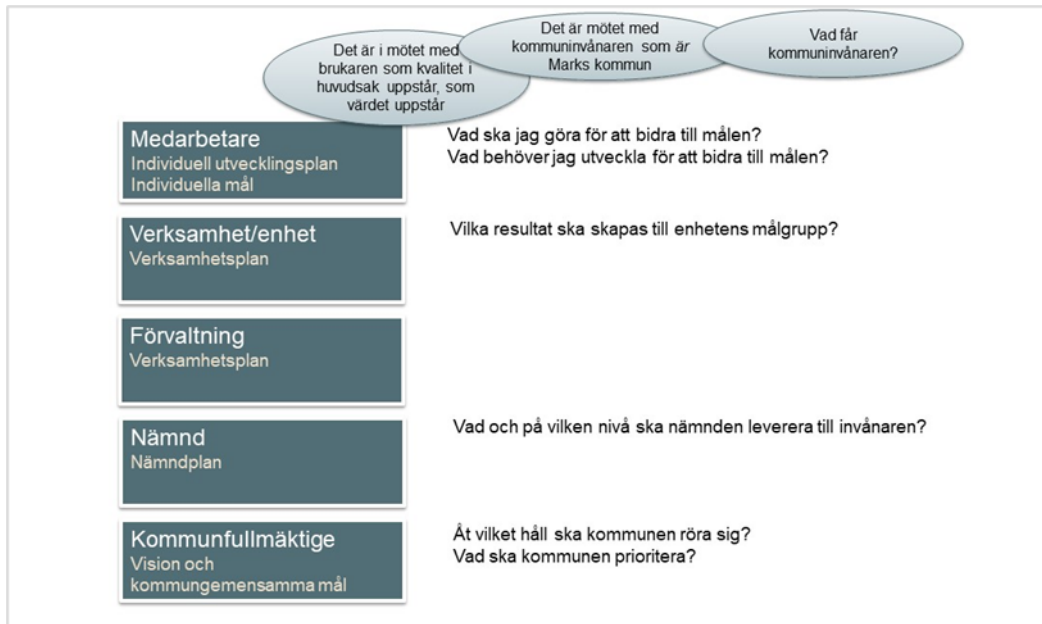 Det är i mötet med
brukaren som kvalitet i
huvudsak uppstår, som
värdet uppstår
Det är mötet med
kommuninvånaren som är
Marks kommun
Vad får
kommuninvånaren?
Medarbetare
Individuell utvecklingsplan
Individuella mål
Vad ska jag göra för att bidra till målen?
Vad behöver jag utveckla för att bidra till målen?
Verksamhet/enhet
Verksamhetsplan
Vilka resultat ska skapas till enhetens målgrupp?
Förvaltning
Verksamhetsplan
Nämnd
Nämndplan
Vad och på vilken nivå ska nämnden leverera till invånaren?
Kommunfullmäktige
Vision och
kommungemensamma mål
Åt vilket håll ska kommunen röra sig?
Vad ska kommunen prioritera?